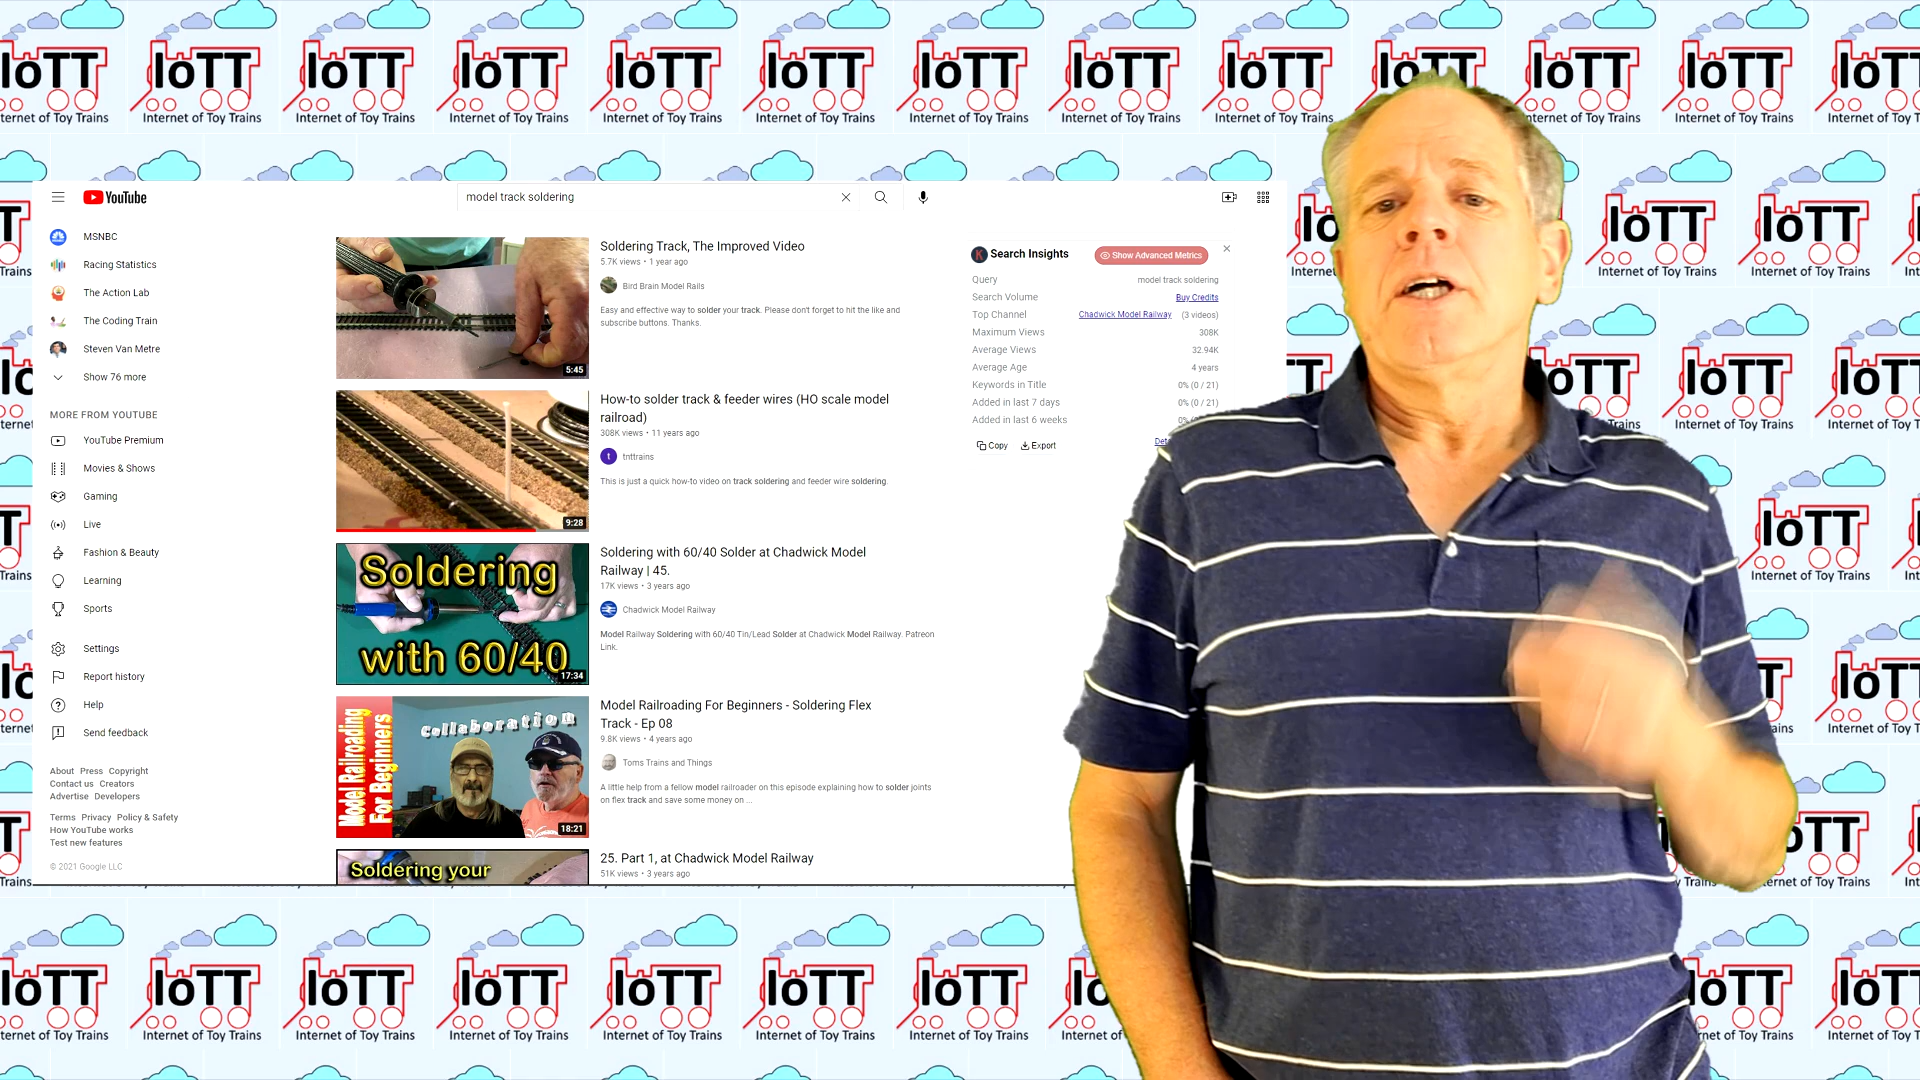 IoTT
Internet of Toy Trains
YouTube
model track soldering
MSNBC
Racing Statistics
The Action Lab
The Coding Train
Steven Van Metre
Show 76 more
MORE FROM YOUTUBE
YouTube Premium
Movies & Shows
Gaming
Live
Fashion & Beauty
Learning
Sports
Settings
Report history
Help
Send feedback
About Press Copyright
Contact us Creators
Advertise Developers
Terms Privacy Policy & Safety
How YouTube works
Test new features
© 2021 Google LLC
5:45
Soldering Track, The Improved Video
5.7K views • 1 year ago
Bird Brain Model Rails
Easy and effective way to solder your track. Please don't forget to hit the like and
subscribe buttons. Thanks.
9:28
How-to solder track & feeder wires (HO scale model
railroad)
308K views • 11 years ago
t
tnttrains
This is just a quick how-to video on track soldering and feeder wire soldering.
Soldering
with 60/40
17:34
Soldering with 60/40 Solder at Chadwick Model
Railway | 45.
17K views • 3 years ago
Chadwick Model Railway
Model Railway Soldering with 60/40 Tin/Lead Solder at Chadwick Model Railway. Patreon
Link.
Model Railroading
For Beginners
Collaboration
18:21
Model Railroading For Beginners - Soldering Flex
Track - Ep 08
9.8K views • 4 years ago
Toms Trains and Things
A little help from a fellow model railroader on this episode explaining how to solder joints
on flex track and save some money on ...
Soldering your
25. Part 1, at Chadwick Model Railway
51K views • 3 years ago
K Search Insights
Show Advanced Metrics
Query model track soldering
Search Volume Buy Credits
Top Channel Chadwick Model Railway (3 videos)
Maximum Views 308K
Average Views 32.94K
Average Age 4 years
Keywords in Title 0% (0 / 21)
Added in last 7 days 0% (0 / 21)
Added in last 6 weeks 0%
Copy Export